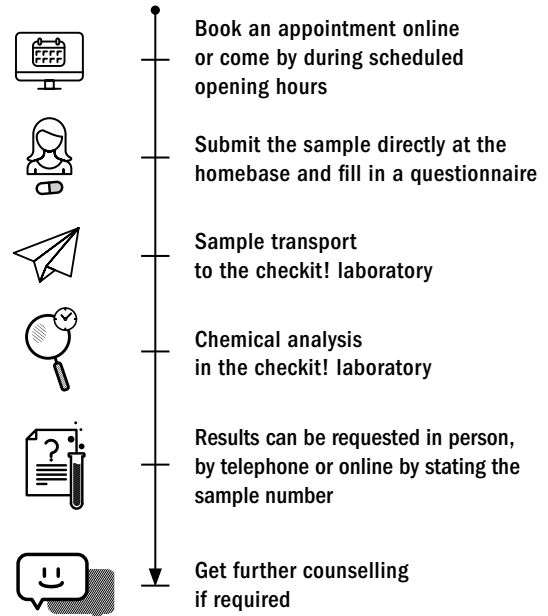 Book an appointment online
or come by during scheduled
opening hours
Submit the sample directly at the
homebase and fill in a questionnaire
Sample transport
to the checkit! laboratory
Chemical analysis
in the checkit! laboratory
Results can be requested in person,
by telephone or online by stating the
sample number
Get further counselling
if required